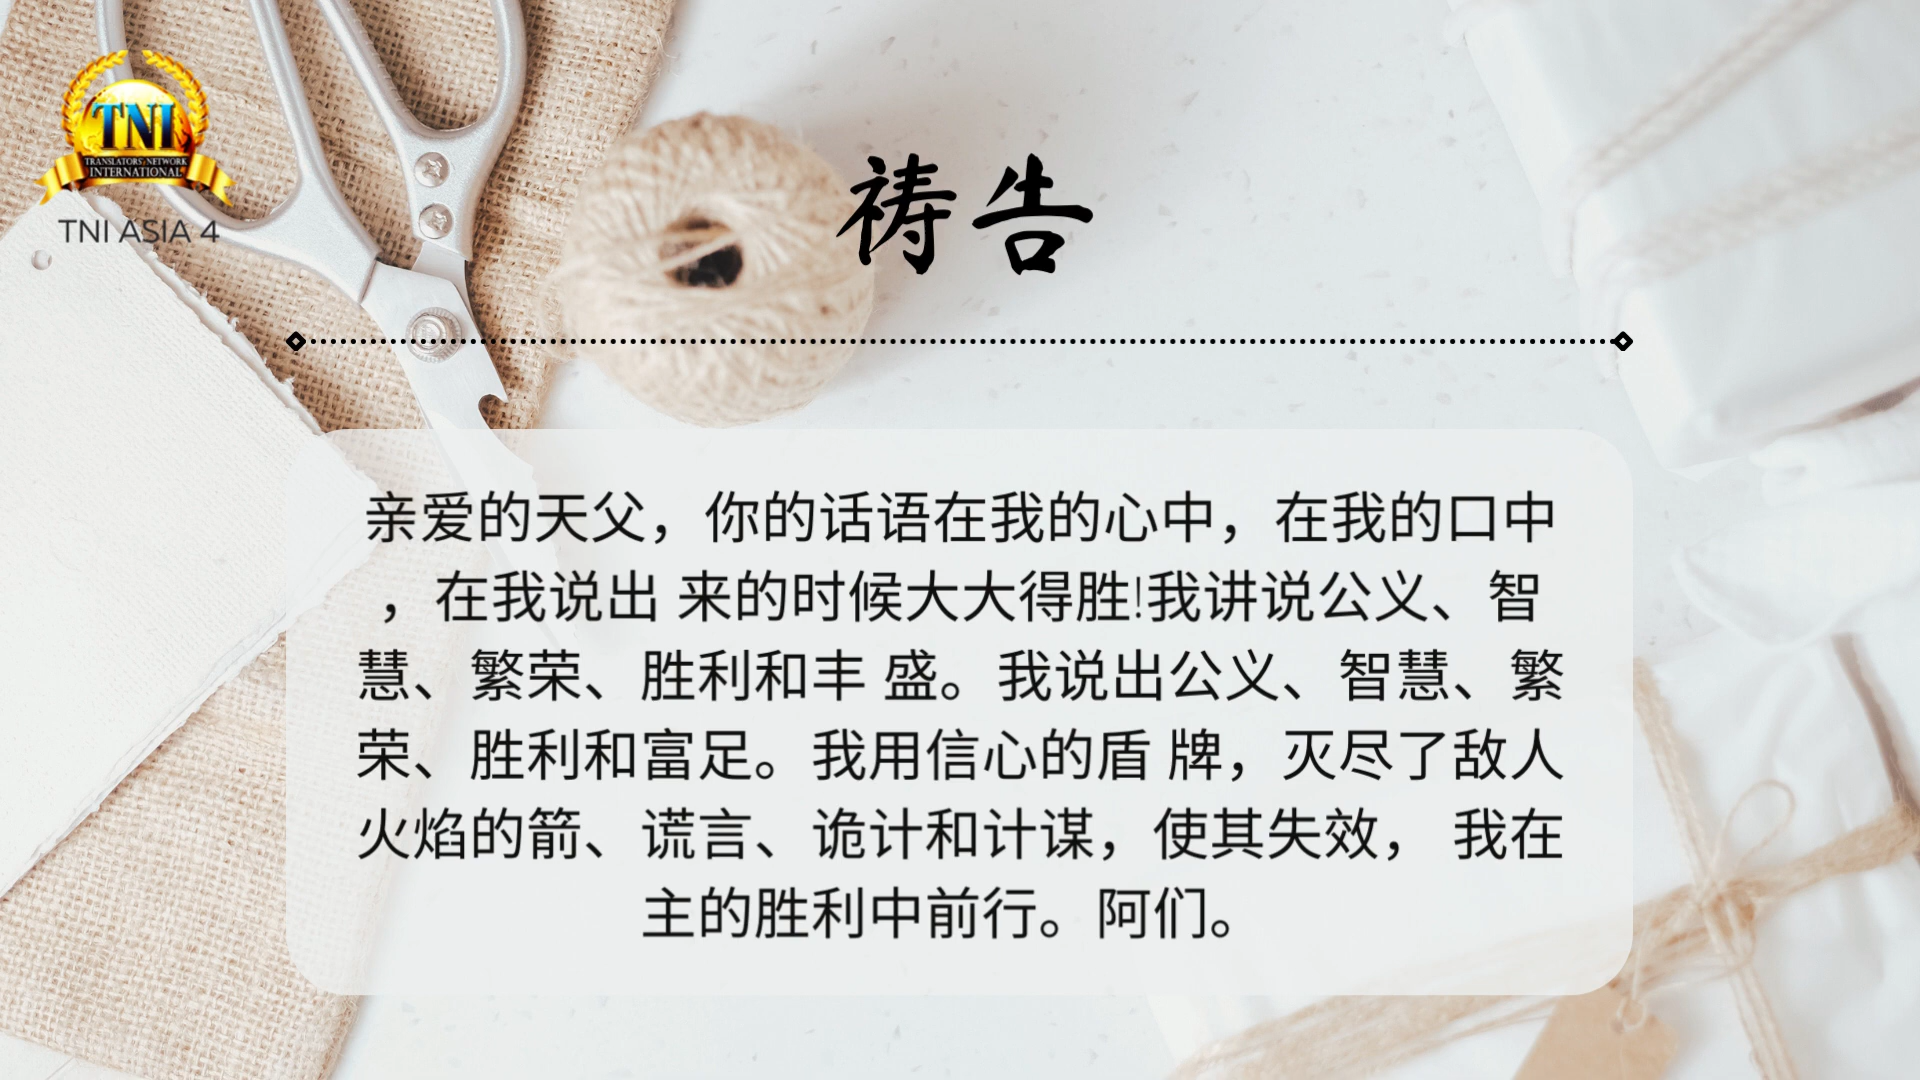 TNI
TRANSLATORS NETWORK
INTERNATIONAL
TNI ASIA 4
祷告
亲爱的天父，你的话语在我的心中，在我的口中
，在我说出 来的时候大大得胜!我讲说公义、智
慧、繁荣、胜利和丰 盛。我说出公义、智慧、繁
荣、胜利和富足。我用信心的盾 牌，灭尽了敌人
火焰的箭、谎言、诡计和计谋，使其失效， 我在
主的胜利中前行。阿们。